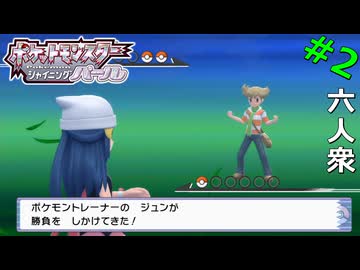 ポケットモンスター
シャイニング
パール
#2
六人衆
ポケモントレーナーの ジュンが
勝負を しかけてきた!